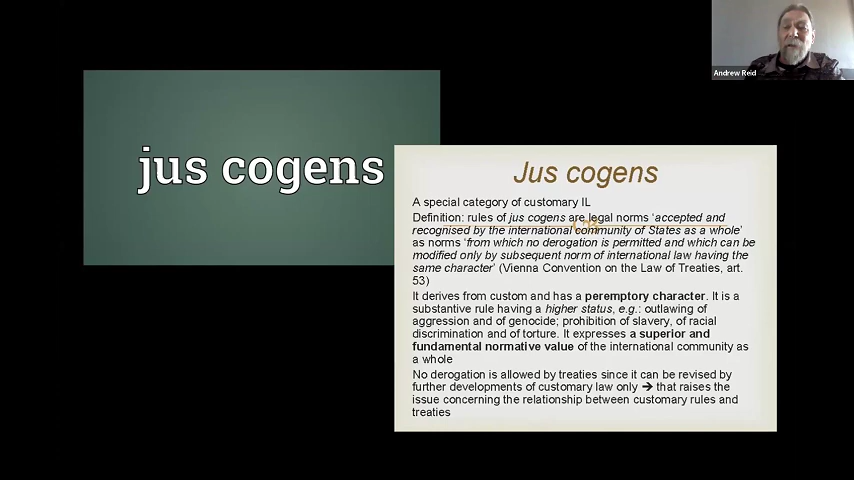 Andrew Reid
jus cogens
Jus cogens
A special category of customary IL
Definition: rules of jus cogens are legal norms ‘accepted and
recognised by the international community of States as a whole’
as norms ‘from which no derogation is permitted and which can be
modified only by subsequent norm of international law having the
same character’ (Vienna Convention on the Law of Treaties, art.
53)
It derives from custom and has a peremptory character. It is a
substantive rule having a higher status, e.g.: outlawing of
aggression and of genocide; prohibition of slavery, of racial
discrimination and of torture. It expresses a superior and
fundamental normative value of the international community as
a whole
No derogation is allowed by treaties since it can be revised by
further developments of customary law only ➔ that raises the
issue concerning the relationship between customary rules and
treaties